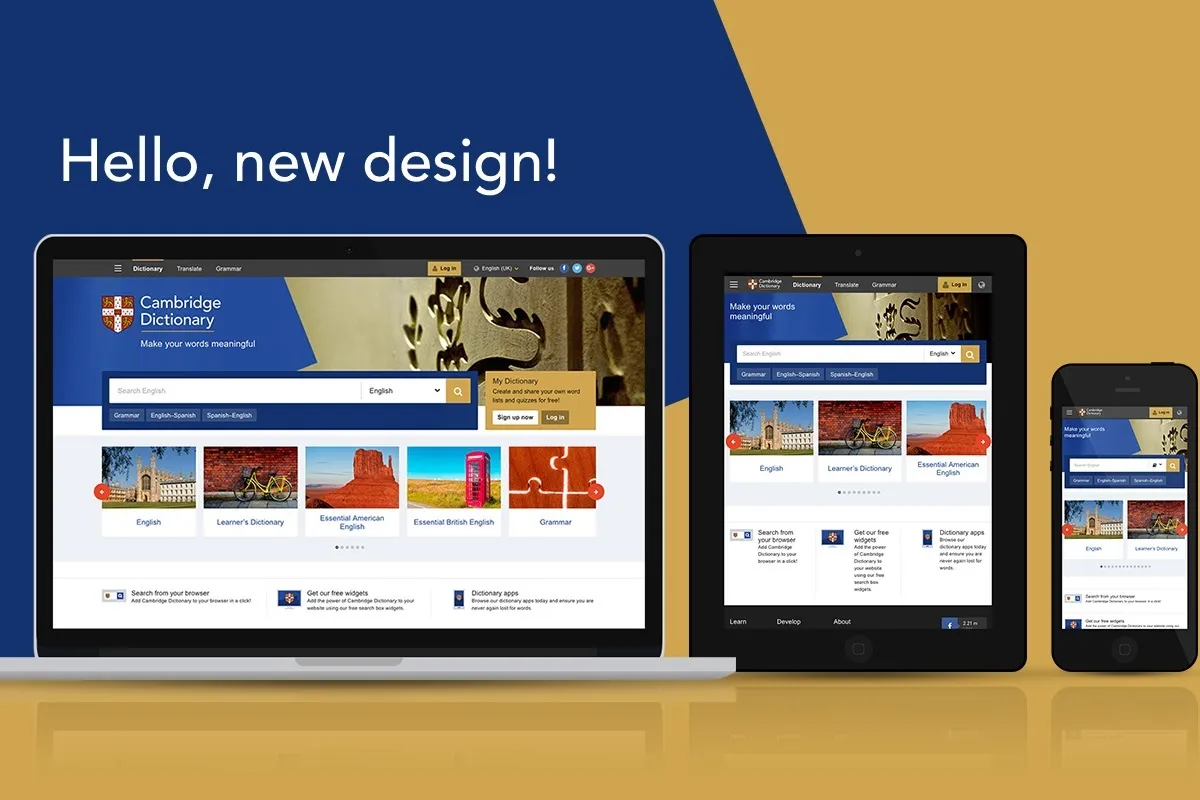 Hello, new design!
Dictionary Translate Grammar Log in English (UK) Follow us
Cambridge
Dictionary
Make your words meaningful
Search English English
Grammar English–Spanish Spanish–English
My Dictionary
Create and share your own word
lists and quizzes for free!
Sign up now Log in
English
Learner's Dictionary
Essential American
English
Essential British English
Grammar
Search from your browser
Add Cambridge Dictionary to your browser in a click!
Get our free widgets
Add the power of Cambridge Dictionary to your
website using our free search box widgets.
Dictionary apps
Browse our dictionary apps today and ensure you are
never again lost for words.
Cambridge
Dictionary
Dictionary Translate Grammar Log in
Make your words
meaningful
Search English English
Grammar English–Spanish Spanish–English
English
Learner's Dictionary
Essential American
English
Search from
your browser
Add Cambridge
Dictionary to your
browser in a click!
Get our free
widgets
Add the power
of Cambridge
Dictionary to
your website
using our free
search box
widgets.
Dictionary apps
Browse our
dictionary apps today
and ensure you are
never again lost for
words.
Learn Develop About
2.21 m
Cambridge
Dictionary
Log in
Make your words
meaningful
Search English
Grammar English–Spanish Spanish–English
English
Learner's Dictionary
Search from your browser
Add Cambridge Dictionary to your browser in a click!
Get our free widgets
Add the power of Cambridge Dictionary to your website using our